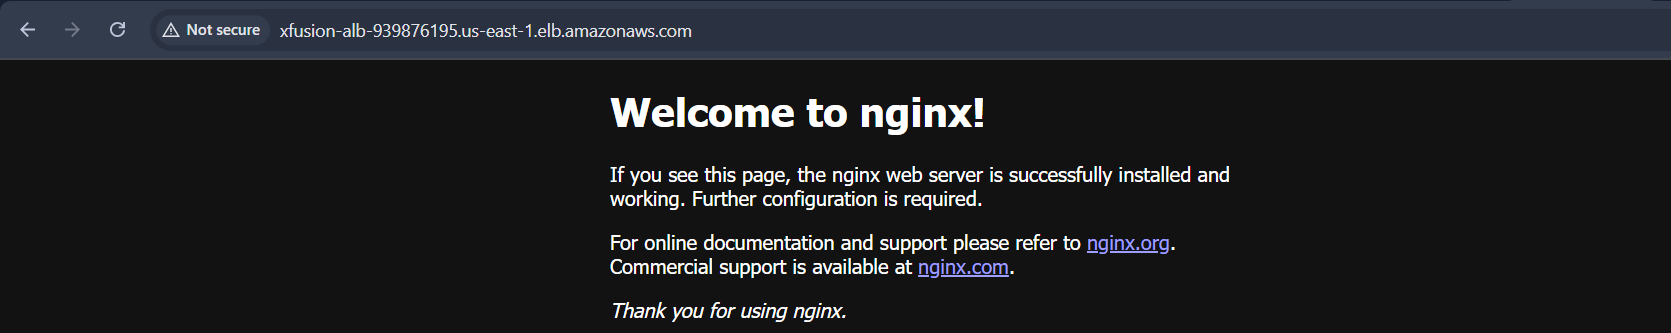 Not secure xfusion-alb-939876195.us-east-1.elb.amazonaws.com
Welcome to nginx!
If you see this page, the nginx web server is successfully installed and
working. Further configuration is required.
For online documentation and support please refer to nginx.org.
Commercial support is available at nginx.com.
Thank you for using nginx.